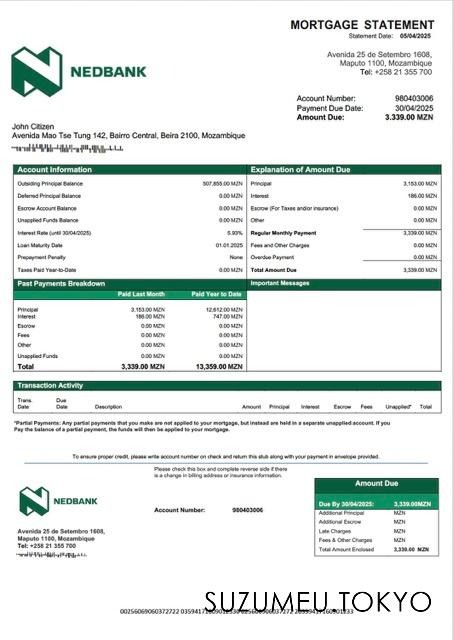 MORTGAGE STATEMENT
Statement Date: 05/04/2025
Avenida 25 de Setembro 1608,
Maputo 1100, Mozambique
Tel: +258 21 355 700
NEDBANK
Account Number: 980403006
Payment Due Date: 30/04/2025
Amount Due: 3.339.00 MZN
John Citizen
Avenida Mao Tse Tung 142, Bairro Central, Beira 2100, Mozambique
Account Information
Outsiding Principal Balance 507,855.00 MZN
Deferred Principal Balance 0.00 MZN
Escrow Account Balance 0.00 MZN
Unapplied Funds Balance 0.00 MZN
Interest Rate (until 30/04/2025) 5.93%
Loan Maturity Date 01.01.2025
Prepayment Penalty None
Taxes Paid Year-to-Date 0.00 MZN
Explanation of Amount Due
Principal 3,153.00 MZN
Interest 186.00 MZN
Escrow (For Taxes and/or insurance) 0.00 MZN
Other 0.00 MZN
Regular Monthly Payment 3,339.00 MZN
Fees and Other Charges 0.00 MZN
Overdue Payment 0.00 MZN
Total Amount Due 3,339.00 MZN
Past Payments Breakdown
Paid Last Month Paid Year to Date
Principal 3,153.00 MZN 12,612.00 MZN
Interest 186.00 MZN 747.00 MZN
Escrow 0.00 MZN 0.00 MZN
Fees 0.00 MZN 0.00 MZN
Other 0.00 MZN 0.00 MZN
Unapplied Funds 0.00 MZN 0.00 MZN
Total 3,339.00 MZN 13,359.00 MZN
Important Messages
Transaction Activity
Trans. Date Due Date Description Amount Principal Interest Escrow Fees Unapplied* Total
*Partial Payments: Any partial payments that you make are not applied to your mortgage, but instead are held in a separate unapplied account. if you
Pay the balance of a partial payment, the funds will then be applied to your mortgage.
To ensure proper credit, please write account number on check and return this stub along with your payment in envelope provided.
Please check this box and complete reverse side if there
is a change in billing address or insurance information.
NEDBANK
Account Number: 980403006
Avenida 25 de Setembro 1608,
Maputo 1100, Mozambique
Tel: +258 21 355 700
Amount Due
Due By 30/04/2025: 3,339.00MZN
Additional Principal MZN
Additional Escrow MZN
Late Charges MZN
Fees & Other Charges MZN
Total Amount Enclosed 3,339.00 MZN
SUZUMEU.TOKYO